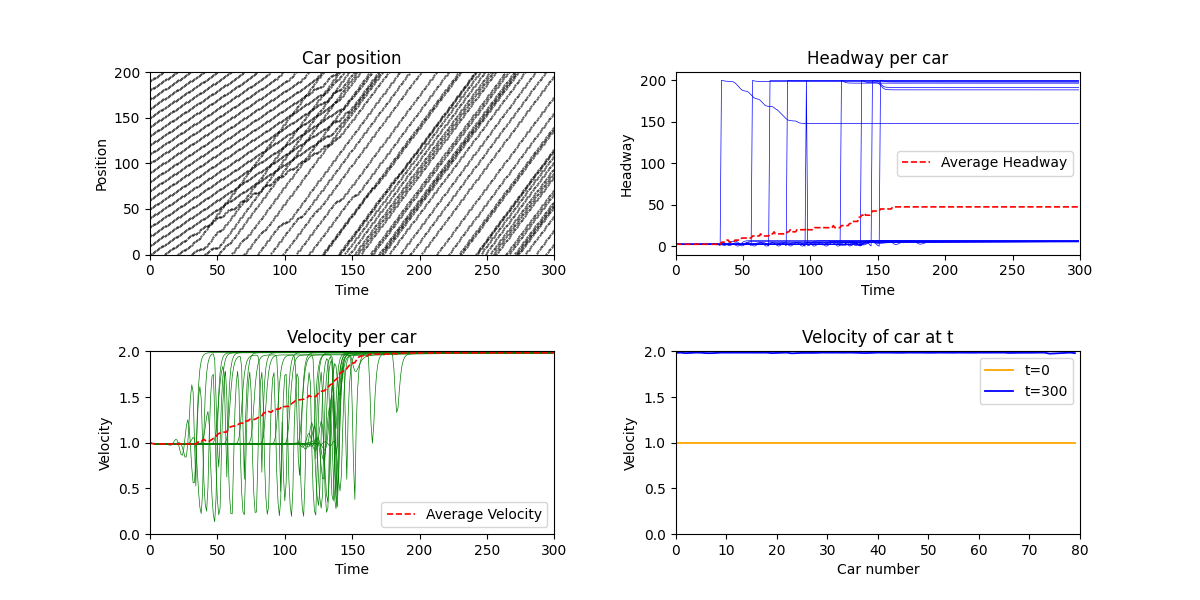 Car position
Position
200
150
100
50
0
0 50 100 150 200 250 300
Time
Headway per car
Headway
200
150
100
50
0
Average Headway
0 50 100 150 200 250 300
Time
Velocity per car
Velocity
2.0
1.5
1.0
0.5
0.0
Average Velocity
0 50 100 150 200 250 300
Time
Velocity of car at t
Velocity
2.0
1.5
1.0
0.5
0.0
t=0
t=300
0 10 20 30 40 50 60 70 80
Car number